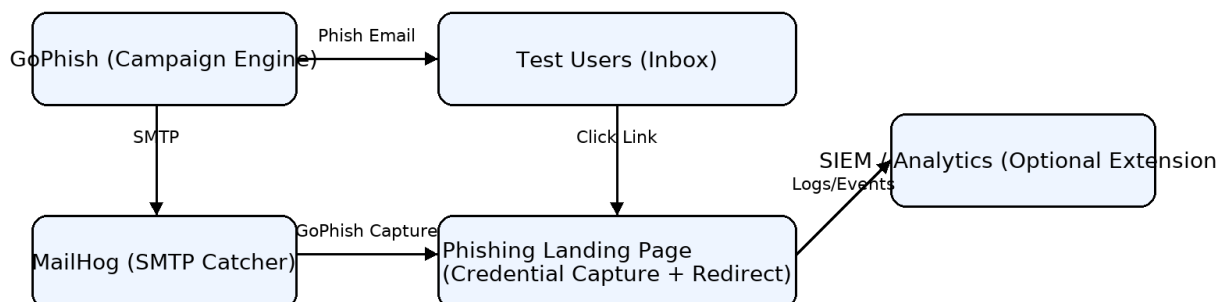 GoPhish (Campaign Engine)
Phish Email
Test Users (Inbox)
SMTP
Click Link
SIEM / Analytics (Optional Extension
Logs/Events
MailHog (SMTP Catcher)
GoPhish Capture
Phishing Landing Page
(Credential Capture + Redirect)